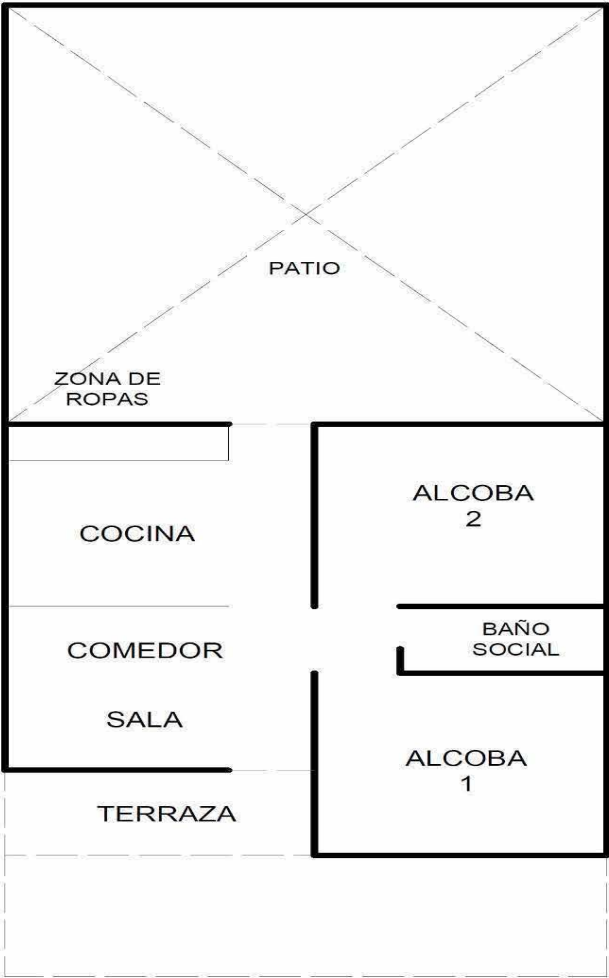 PATIO
ZONA DE
ROPAS
ALCOBA
2
COCINA
BAÑO
SOCIAL
COMEDOR
SALA
ALCOBA
1
TERRAZA